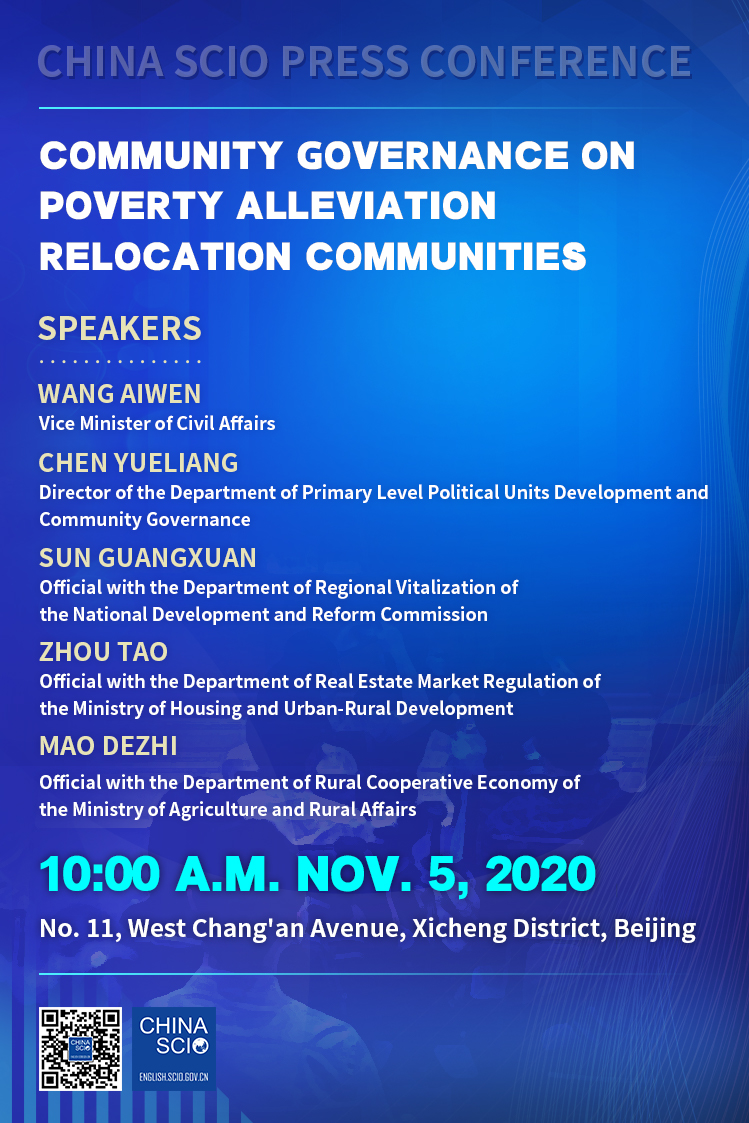 CHINA SCIO PRESS CONFERENCE
COMMUNITY GOVERNANCE ON
POVERTY ALLEVIATION
RELOCATION COMMUNITIES
SPEAKERS
WANG AIWEN
Vice Minister of Civil Affairs
CHEN YUELIANG
Director of the Department of Primary Level Political Units Development and
Community Governance
SUN GUANGXUAN
Official with the Department of Regional Vitalization of
the National Development and Reform Commission
ZHOU TAO
Official with the Department of Real Estate Market Regulation of
the Ministry of Housing and Urban-Rural Development
MAO DEZHI
Official with the Department of Rural Cooperative Economy of
the Ministry of Agriculture and Rural Affairs
10:00 A.M. NOV. 5, 2020
No. 11, West Chang'an Avenue, Xicheng District, Beijing
CHINA
SCIO
CHINA
SCIO
ENGLISH.SCIO.GOV.CN